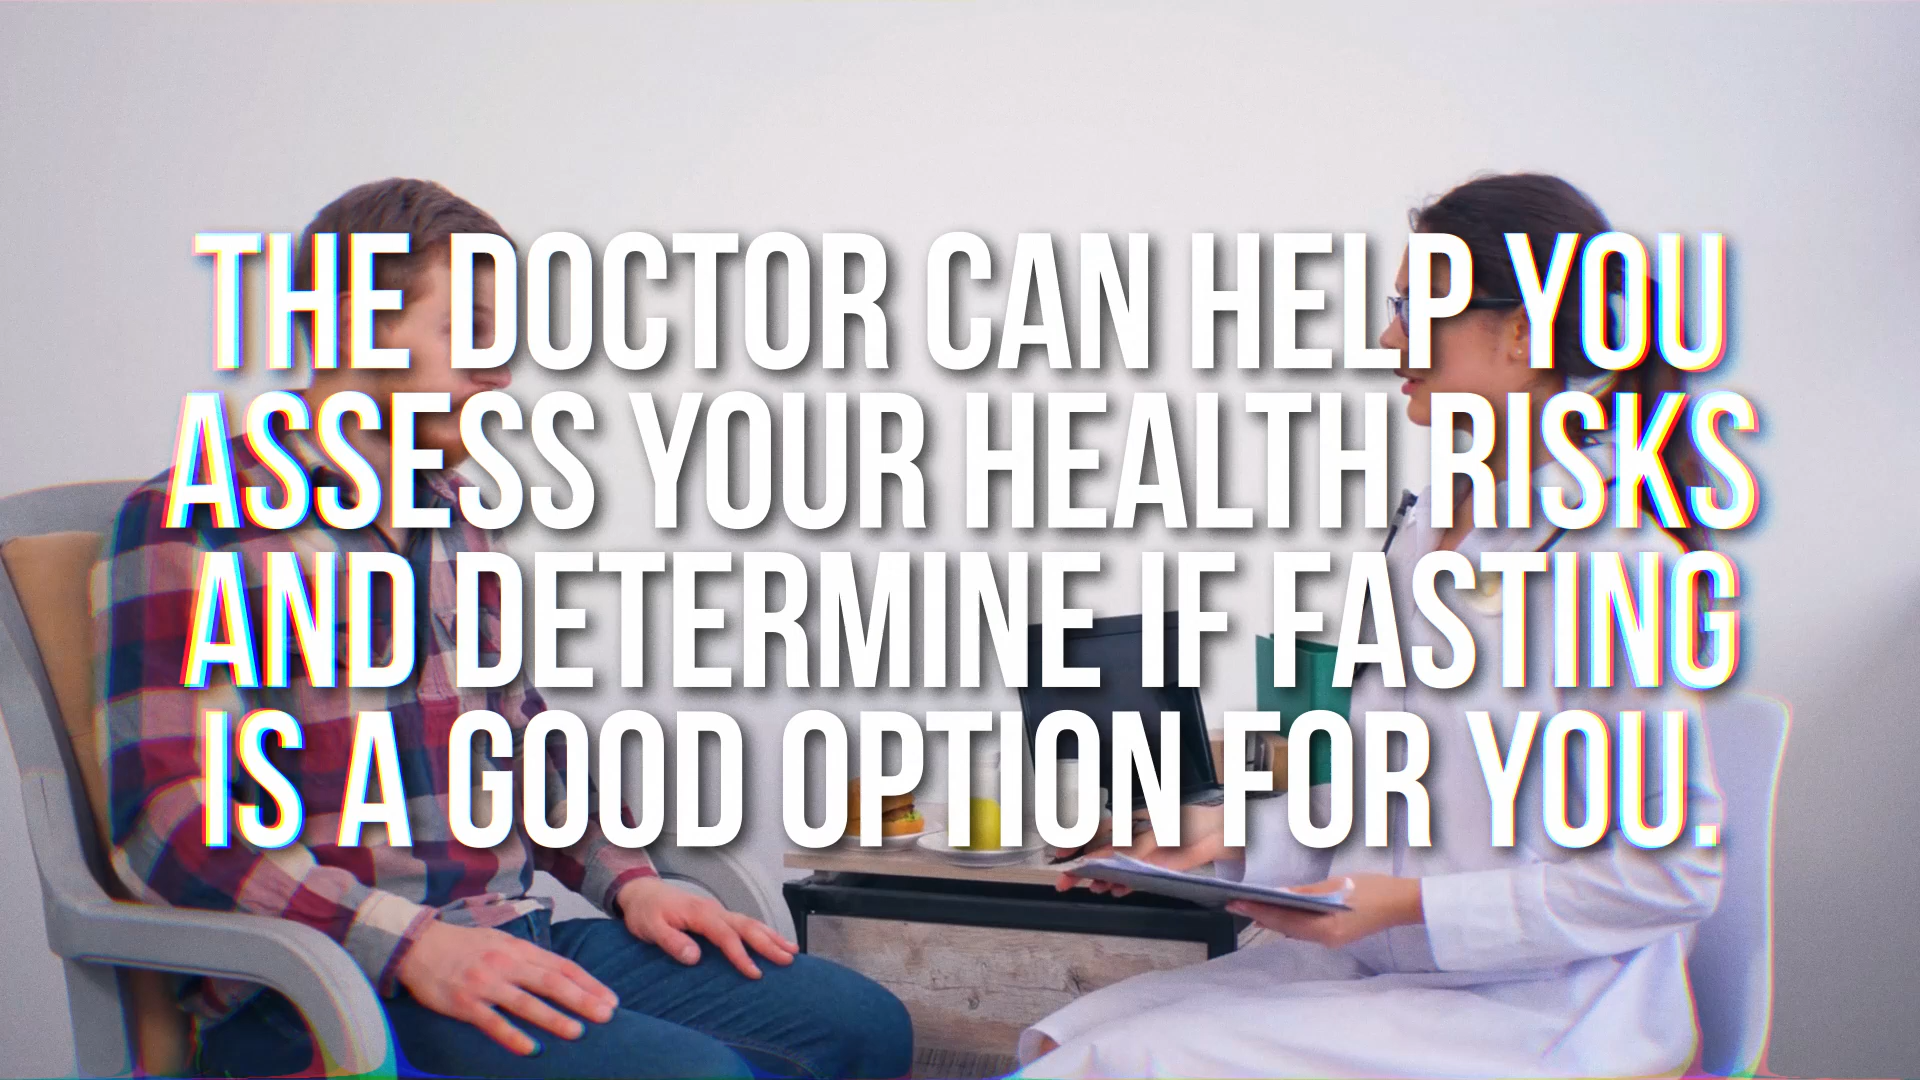 THE DOCTOR CAN HELP YOU
ASSESS YOUR HEALTH RISKS
AND DETERMINE IF FASTING
IS A GOOD OPTION FOR YOU.